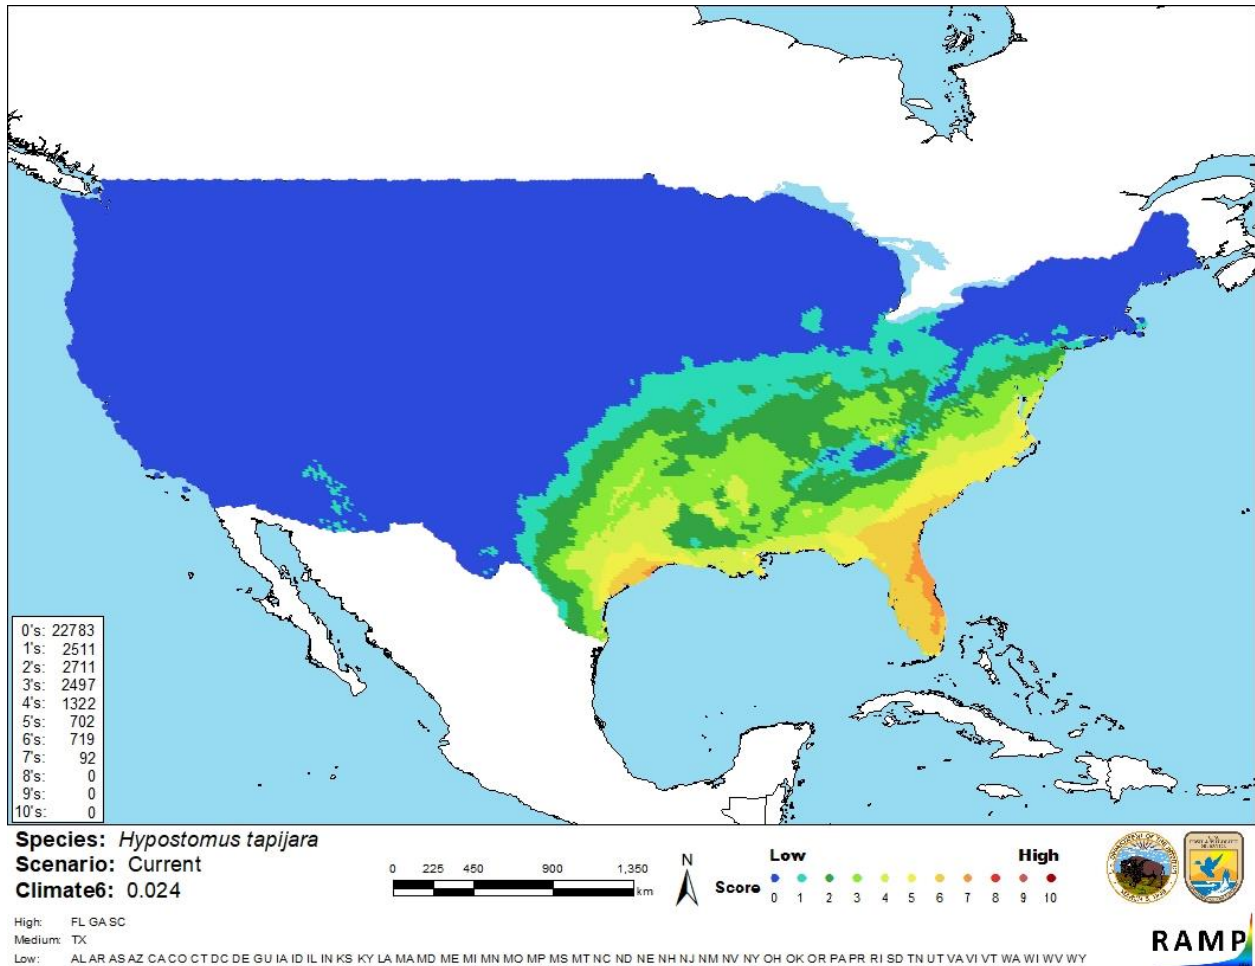 0's: 22783
1's: 2511
2's: 2711
3's: 2497
4's: 1322
5's: 702
6's: 719
7's: 92
8's: 0
9's: 0
10's: 0
Species: Hypostomus tapijara
Scenario: Current
Climate6: 0.024
0 225 450 900 1,350
km
N
Low High
Score
0 1 2 3 4 5 6 7 8 9 10
High: FL GA SC
Medium: TX
Low: AL AR AS AZ CA CO CT DC DE GU IA ID IL IN KS KY LA MA MD ME MI MN MO MP MS MT NC ND NE NH NJ NM NV NY OH OK OR PA PR RI SD TN UT VA VI VT WA WI WV WY
RAMP